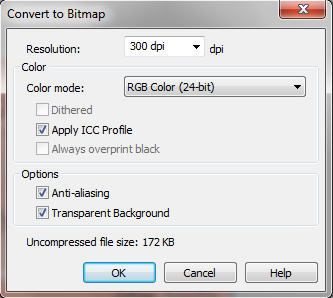 Convert to Bitmap
Resolution: 300 dpi dpi
Color
Color mode: RGB Color (24-bit)
Dithered
Apply ICC Profile
Always overprint black
Options
Anti-aliasing
Transparent Background
Uncompressed file size: 172 KB
OK Cancel Help